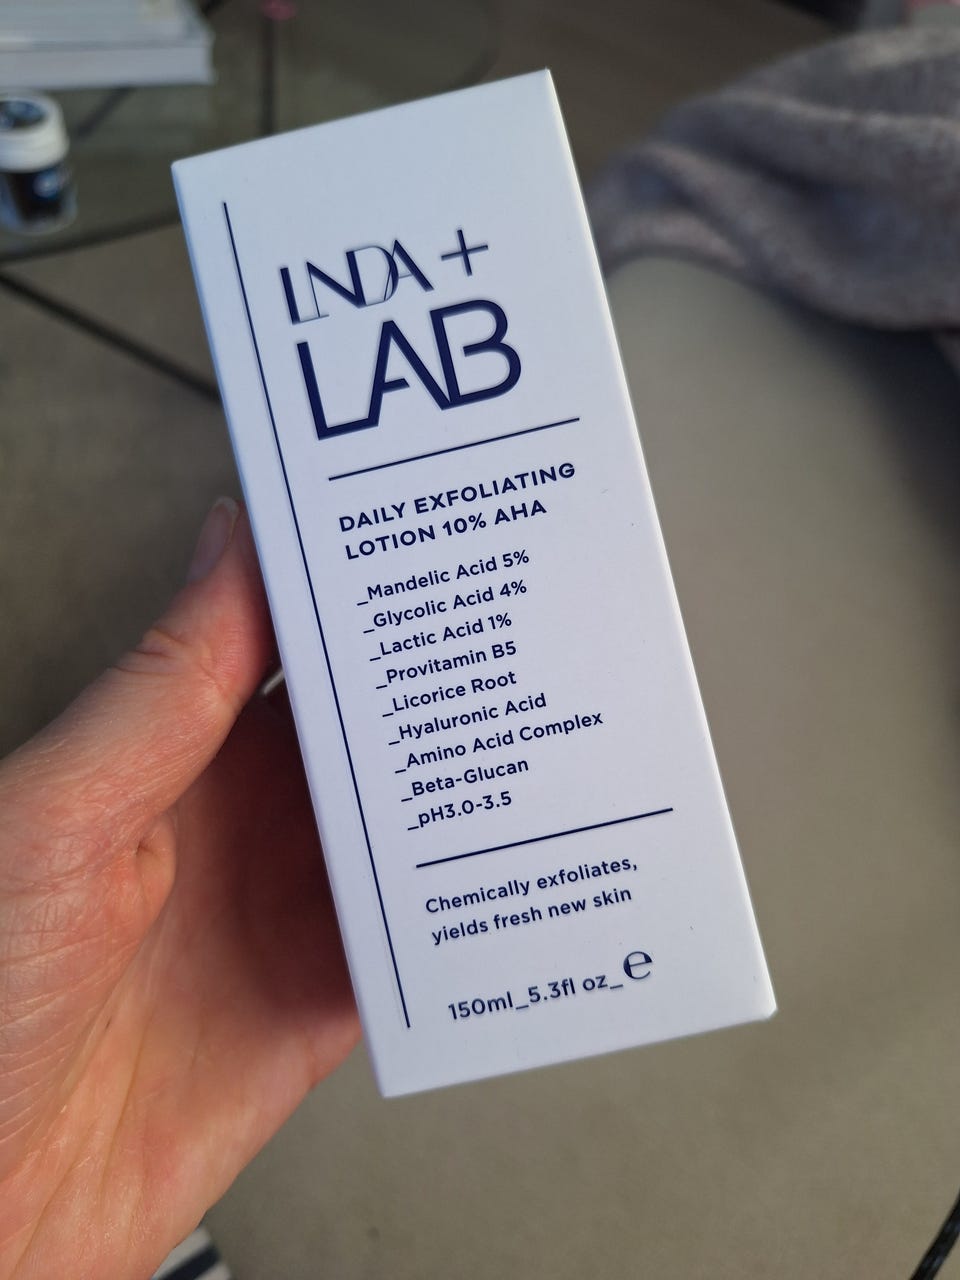 INDA +
LAB
DAILY EXFOLIATING
LOTION 10% AHA
_Mandelic Acid 5%
_Glycolic Acid 4%
_Lactic Acid 1%
_Provitamin B5
_Licorice Root
_Hyaluronic Acid
_Amino Acid Complex
_Beta-Glucan
_pH3.0-3.5
Chemically exfoliates,
yields fresh new skin
150ml_5.3fl oz_℮